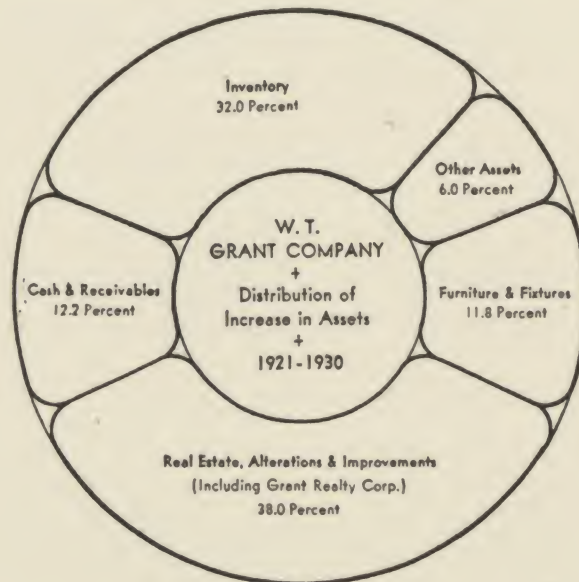 Inventory
32.0 Percent
Other Assets
6.0 Percent
W. T.
GRANT COMPANY
+
Distribution of
Increase in Assets
+
1921-1930
Cash & Receivables
12.2 Percent
Furniture & Fixtures
11.8 Percent
Real Estate, Alterations & Improvements
(Including Grant Realty Corp.)
38.0 Percent